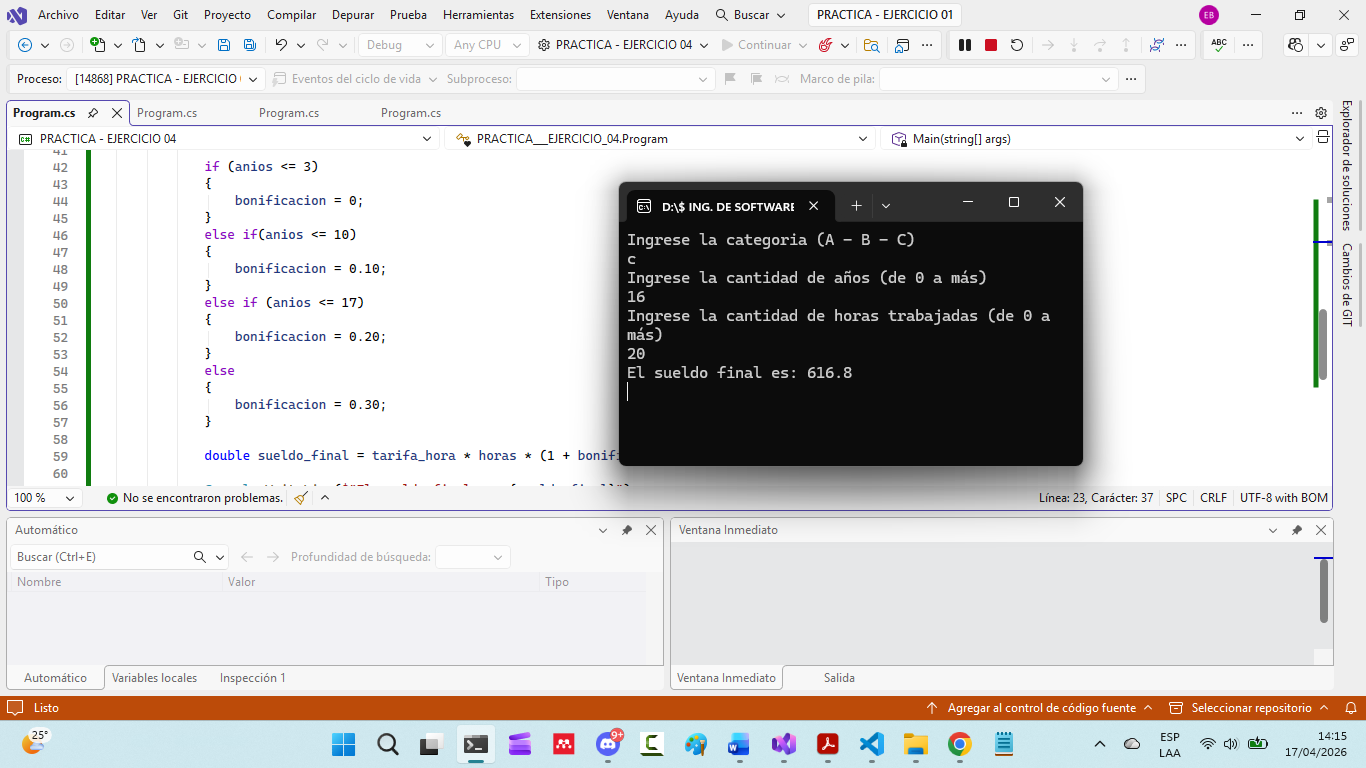 Archivo Editar Ver Git Proyecto Compilar Depurar Prueba Herramientas Extensiones Ventana Ayuda Buscar PRACTICA - EJERCICIO 01 EB
Debug Any CPU PRACTICA - EJERCICIO 04 Continuar ABC
Proceso: [14868] PRACTICA - EJERCICIO Eventos del ciclo de vida Subproceso: Marco de pila:
Program.cs Program.cs Program.cs Program.cs
C# PRACTICA - EJERCICIO 04 PRACTICA___EJERCICIO_04.Program Main(string[] args)
41
42 if (anios <= 3)
43 {
44 bonificacion = 0;
45 }
46 else if(anios <= 10)
47 {
48 bonificacion = 0.10;
49 }
50 else if (anios <= 17)
51 {
52 bonificacion = 0.20;
53 }
54 else
55 {
56 bonificacion = 0.30;
57 }
58
59 double sueldo_final = tarifa_hora * horas * (1 + bonif
60
D:\$ ING. DE SOFTWARE
Ingrese la categoria (A - B - C)
c
Ingrese la cantidad de años (de 0 a más)
16
Ingrese la cantidad de horas trabajadas (de 0 a
más)
20
El sueldo final es: 616.8
Explorador de soluciones
Cambios de GIT
100 % No se encontraron problemas. Línea: 23, Carácter: 37 SPC CRLF UTF-8 with BOM
Automático
Buscar (Ctrl+E) Profundidad de búsqueda:
Nombre Valor Tipo
Automático Variables locales Inspección 1
Ventana Inmediato
Ventana Inmediato Salida
Listo Agregar al control de código fuente Seleccionar repositorio
25° 9+ ESP
LAA
14:15
17/04/2026